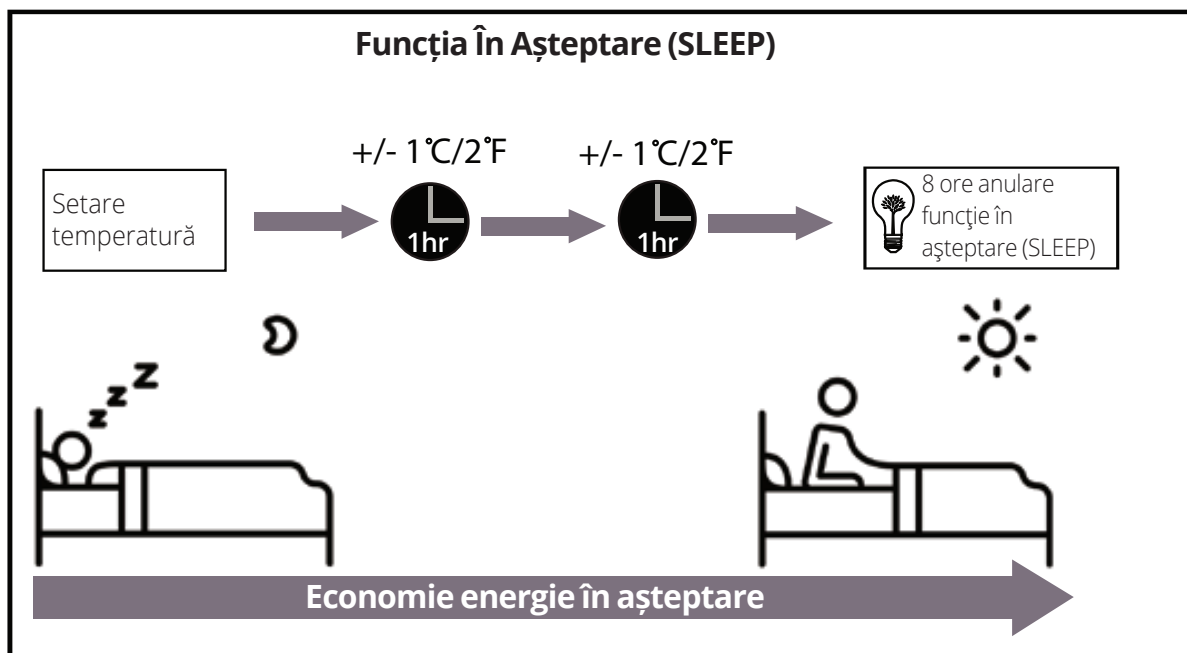 Funcția În Așteptare (SLEEP)
+/- 1℃/2℉
+/- 1℃/2℉
Setare
temperatură
1hr
1hr
8 ore anulare
funcţie în
aşteptare (SLEEP)
z z z
Economie energie în așteptare